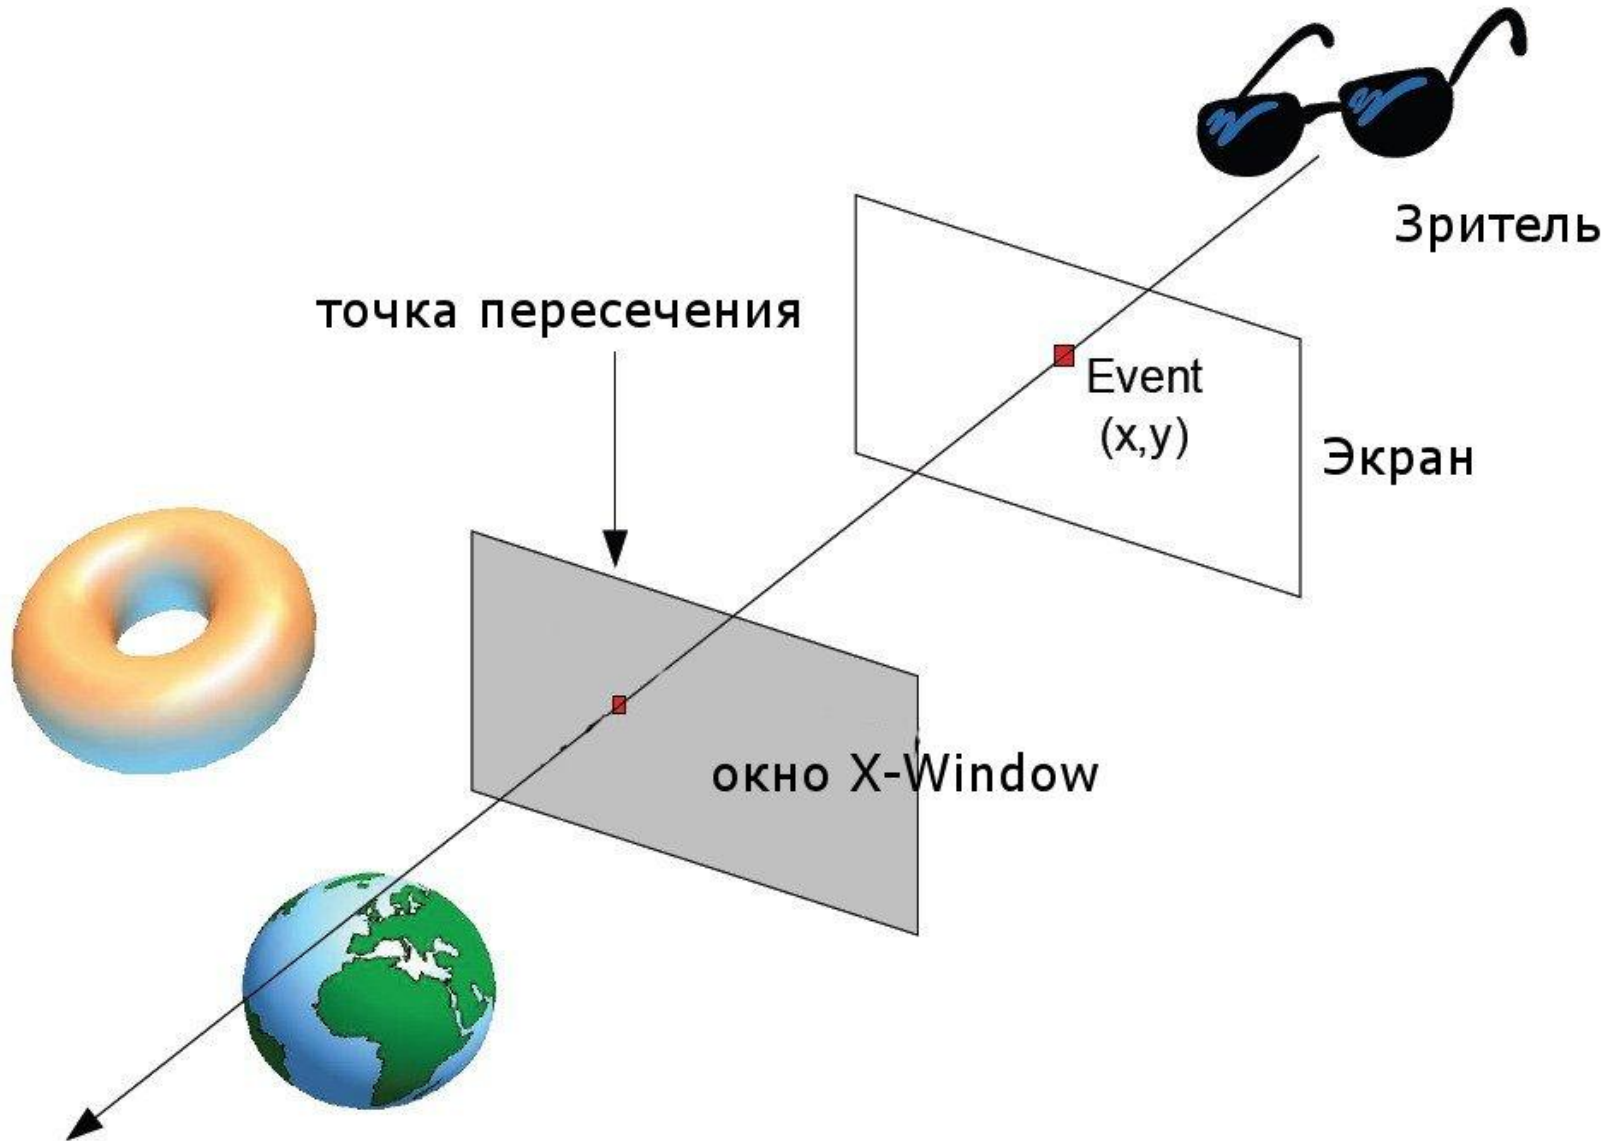 Зритель
точка пересечения
Event
(x,y)
Экран
окно X-Window